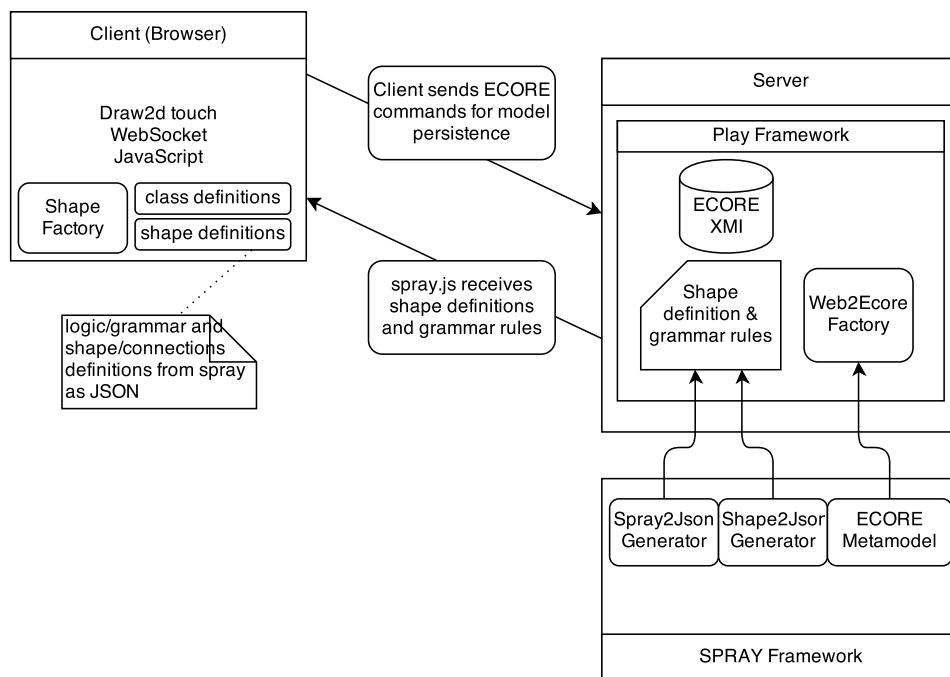 Client (Browser)
Draw2d touch
WebSocket
JavaScript
Shape
Factory
class definitions
shape definitions
logic/grammar and
shape/connections
definitions from spray
as JSON
Client sends ECORE
commands for model
persistence
spray.js receives
shape definitions
and grammar rules
Server
Play Framework
ECORE
XMI
Shape
definition &
grammar rules
Web2Ecore
Factory
Spray2Json
Generator
Shape2Json
Generator
ECORE
Metamodel
SPRAY Framework